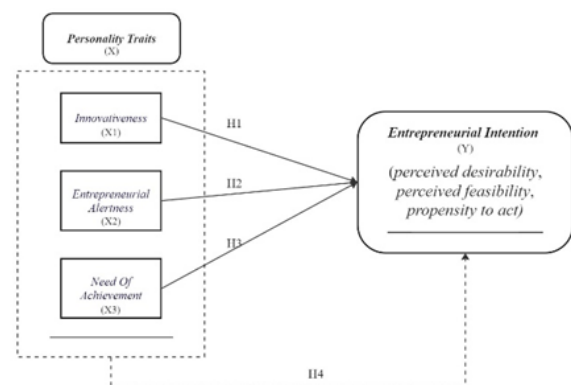 Personality Traits
(X)
Innovativeness
(X1)
H1
Entrepreneurial Intention
(Y)
(perceived desirability,
perceived feasibility,
propensity to act)
Entrepreneurial
Alertness
(X2)
H2
H3
Need Of
Achievement
(X3)
H4